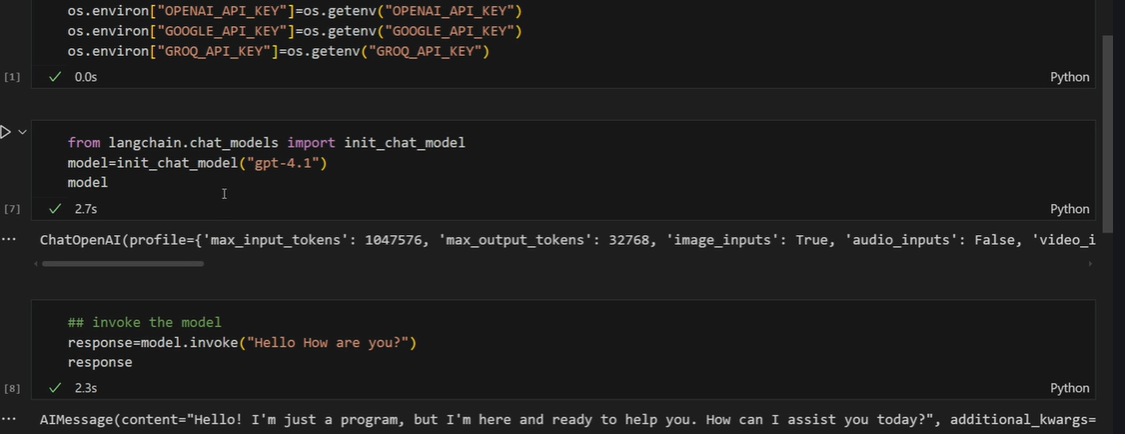 os.environ["OPENAI_API_KEY"]=os.getenv("OPENAI_API_KEY")
os.environ["GOOGLE_API_KEY"]=os.getenv("GOOGLE_API_KEY")
os.environ["GROQ_API_KEY"]=os.getenv("GROQ_API_KEY")
[1] 0.0s Python
from langchain.chat_models import init_chat_model
model=init_chat_model("gpt-4.1")
model
[7] 2.7s Python
... ChatOpenAI(profile={'max_input_tokens': 1047576, 'max_output_tokens': 32768, 'image_inputs': True, 'audio_inputs': False, 'video_i
## invoke the model
response=model.invoke("Hello How are you?")
response
[8] 2.3s Python
... AIMessage(content="Hello! I'm just a program, but I'm here and ready to help you. How can I assist you today?", additional_kwargs=